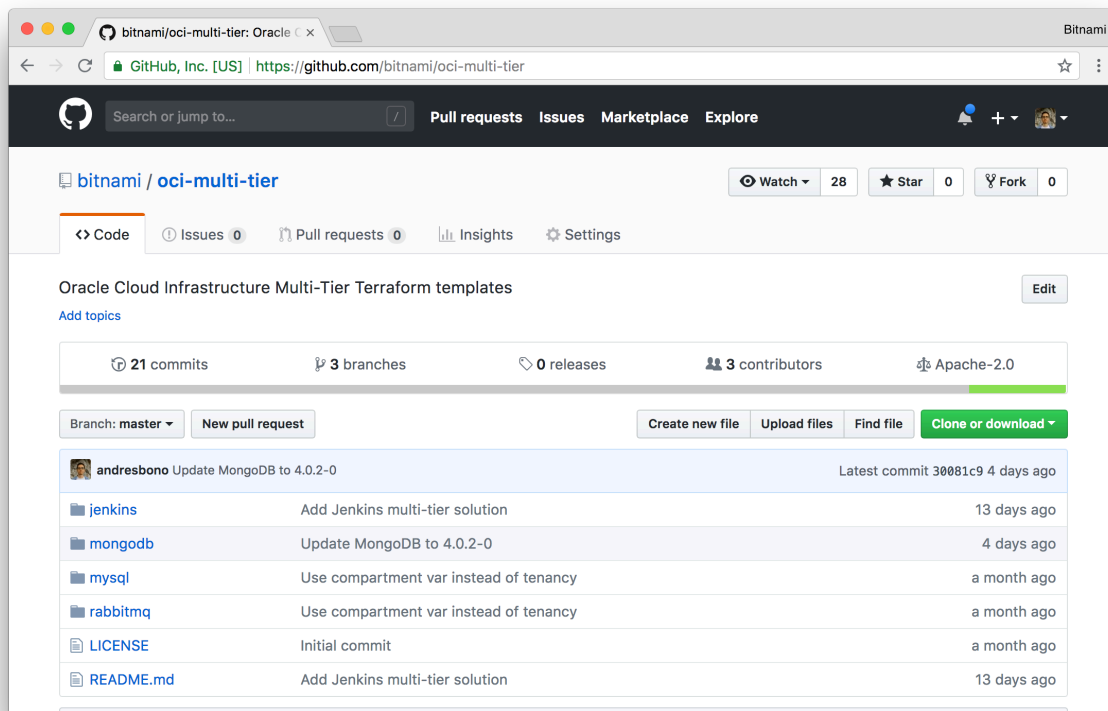 bitnami/oci-multi-tier: Oracle C
Bitnami
GitHub, Inc. [US] https://github.com/bitnami/oci-multi-tier
Search or jump to... / Pull requests Issues Marketplace Explore
bitnami / oci-multi-tier Watch 28 Star 0 Fork 0
Code Issues 0 Pull requests 0 Insights Settings
Oracle Cloud Infrastructure Multi-Tier Terraform templates Edit
Add topics
21 commits 3 branches 0 releases 3 contributors Apache-2.0
Branch: master New pull request Create new file Upload files Find file Clone or download
andresbono Update MongoDB to 4.0.2-0 Latest commit 30081c9 4 days ago
jenkins Add Jenkins multi-tier solution 13 days ago
mongodb Update MongoDB to 4.0.2-0 4 days ago
mysql Use compartment var instead of tenancy a month ago
rabbitmq Use compartment var instead of tenancy a month ago
LICENSE Initial commit a month ago
README.md Add Jenkins multi-tier solution 13 days ago